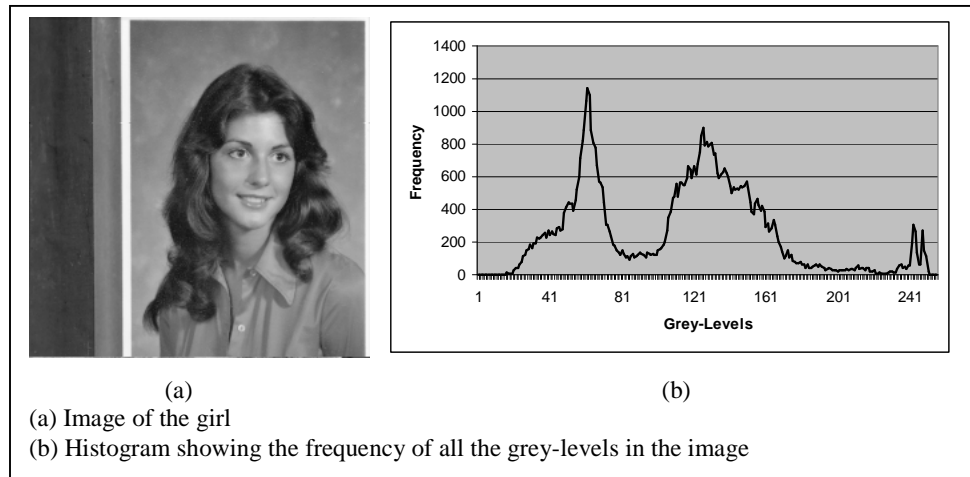 1400
1200
1000
800
600
400
200
0
Frequency
1 41 81 121 161 201 241
Grey-Levels
(a) (b)
(a) Image of the girl
(b) Histogram showing the frequency of all the grey-levels in the image